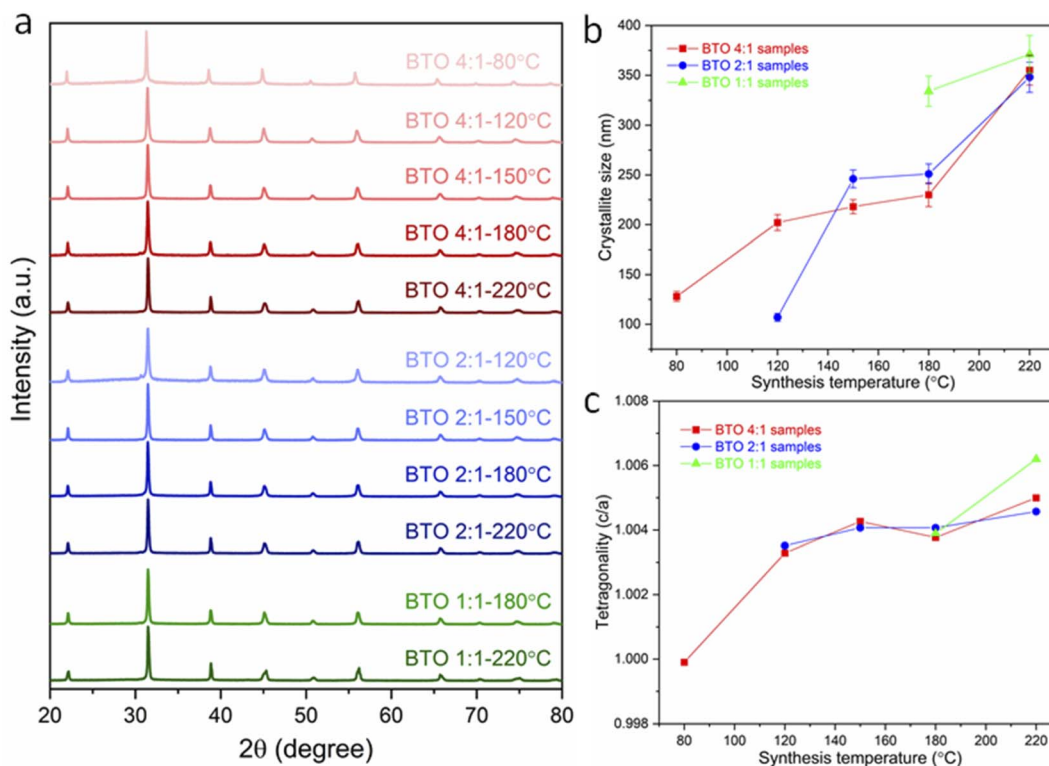 a
Intensity (a.u.)
BTO 4:1-80°C
BTO 4:1-120°C
BTO 4:1-150°C
BTO 4:1-180°C
BTO 4:1-220°C
BTO 2:1-120°C
BTO 2:1-150°C
BTO 2:1-180°C
BTO 2:1-220°C
BTO 1:1-180°C
BTO 1:1-220°C
20 30 40 50 60 70 80
2θ (degree)
b
400
350
300
250
200
150
100
Crystallite size (nm)
BTO 4:1 samples
BTO 2:1 samples
BTO 1:1 samples
80 100 120 140 160 180 200 220
Synthesis temperature (°C)
c
1.008
1.006
1.004
1.002
1.000
0.998
Tetragonality (c/a)
BTO 4:1 samples
BTO 2:1 samples
BTO 1:1 samples
80 100 120 140 160 180 200 220
Synthesis temperature (°C)